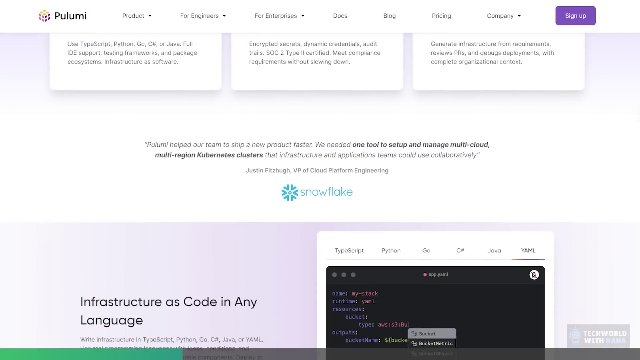 Pulumi
Product
For Engineers
For Enterprises
Docs
Blog
Pricing
Company
Sign up
Use TypeScript, Python, Go, C#, or Java. Full
IDE support, testing frameworks, and package
ecosystems. Infrastructure as software.
Encrypted secrets, dynamic credentials, audit
trails. SOC 2 Type II certified. Meet compliance
requirements without slowing down.
Generate infrastructure from requirements,
reviews PRs, and debugs deployments, with
complete organizational context.
"Pulumi helped our team to ship a new product faster. We needed one tool to setup and manage multi-cloud,
multi-region Kubernetes clusters that infrastructure and applications teams could use collaboratively"
Justin Fitzhugh, VP of Cloud Platform Engineering
snowflake
TypeScript
Python
Go
C#
Java
YAML
app.yaml
name: my-stack
runtime: yaml
resources:
bucket:
type: aws:s3:Bu
Bucket
outputs:
BucketMetric
bucketName: ${bucke
Infrastructure as Code in Any
Language
Write infrastructure in TypeScript, Python, Go, C#, Java, or YAML.
TECHWORLD
WITH NANA